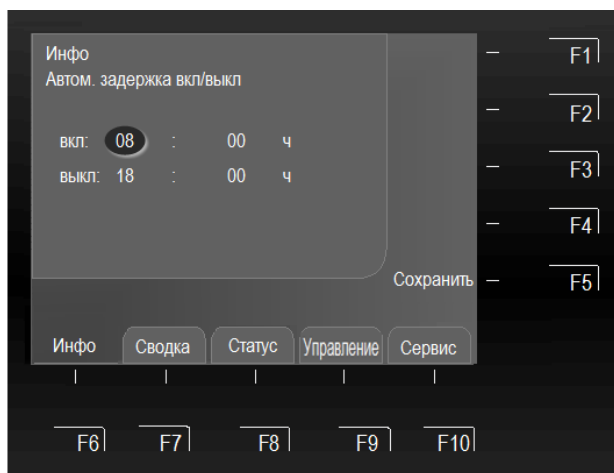 Инфо
Автом. задержка вкл/выкл
вкл: 08 : 00 ч
выкл: 18 : 00 ч
Сохранить
Инфо Сводка Статус Управление Сервис
F1
F2
F3
F4
F5
F6 F7 F8 F9 F10